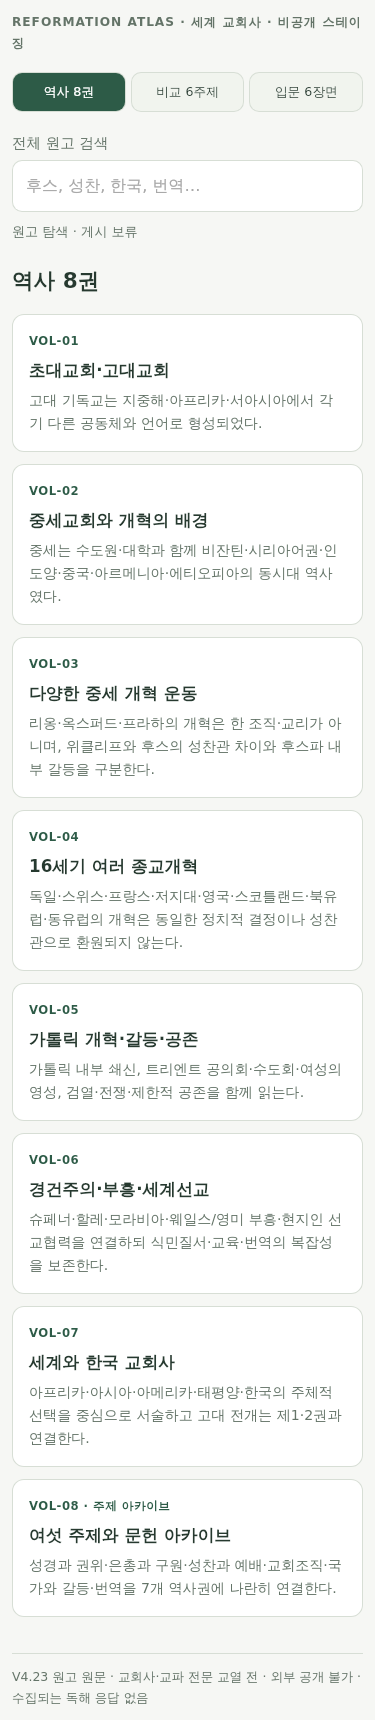 REFORMATION ATLAS · 세계 교회사 · 비공개 스테이
징
역사 8권
비교 6주제
입문 6장면
전체 원고 검색
후스, 성찬, 한국, 번역...
원고 탐색 · 게시 보류
역사 8권
VOL-01
초대교회·고대교회
고대 기독교는 지중해·아프리카·서아시아에서 각
기 다른 공동체와 언어로 형성되었다.
VOL-02
중세교회와 개혁의 배경
중세는 수도원·대학과 함께 비잔틴·시리아어권·인
도양·중국·아르메니아·에티오피아의 동시대 역사
였다.
VOL-03
다양한 중세 개혁 운동
리옹·옥스퍼드·프라하의 개혁은 한 조직·교리가 아
니며, 위클리프와 후스의 성찬관 차이와 후스파 내
부 갈등을 구분한다.
VOL-04
16세기 여러 종교개혁
독일·스위스·프랑스·저지대·영국·스코틀랜드·북유
럽·동유럽의 개혁은 동일한 정치적 결정이나 성찬
관으로 환원되지 않는다.
VOL-05
가톨릭 개혁·갈등·공존
가톨릭 내부 쇄신, 트리엔트 공의회·수도회·여성의
영성, 검열·전쟁·제한적 공존을 함께 읽는다.
VOL-06
경건주의·부흥·세계선교
슈페너·할레·모라비아·웨일스/영미 부흥·현지인 선
교협력을 연결하되 식민질서·교육·번역의 복잡성
을 보존한다.
VOL-07
세계와 한국 교회사
아프리카·아시아·아메리카·태평양·한국의 주체적
선택을 중심으로 서술하고 고대 전개는 제1·2권과
연결한다.
VOL-08 · 주제 아카이브
여섯 주제와 문헌 아카이브
성경과 권위·은총과 구원·성찬과 예배·교회조직·국
가와 갈등·번역을 7개 역사권에 나란히 연결한다.
V4.23 원고 원문 · 교회사·교파 전문 교열 전 · 외부 공개 불가 ·
수집되는 독해 응답 없음